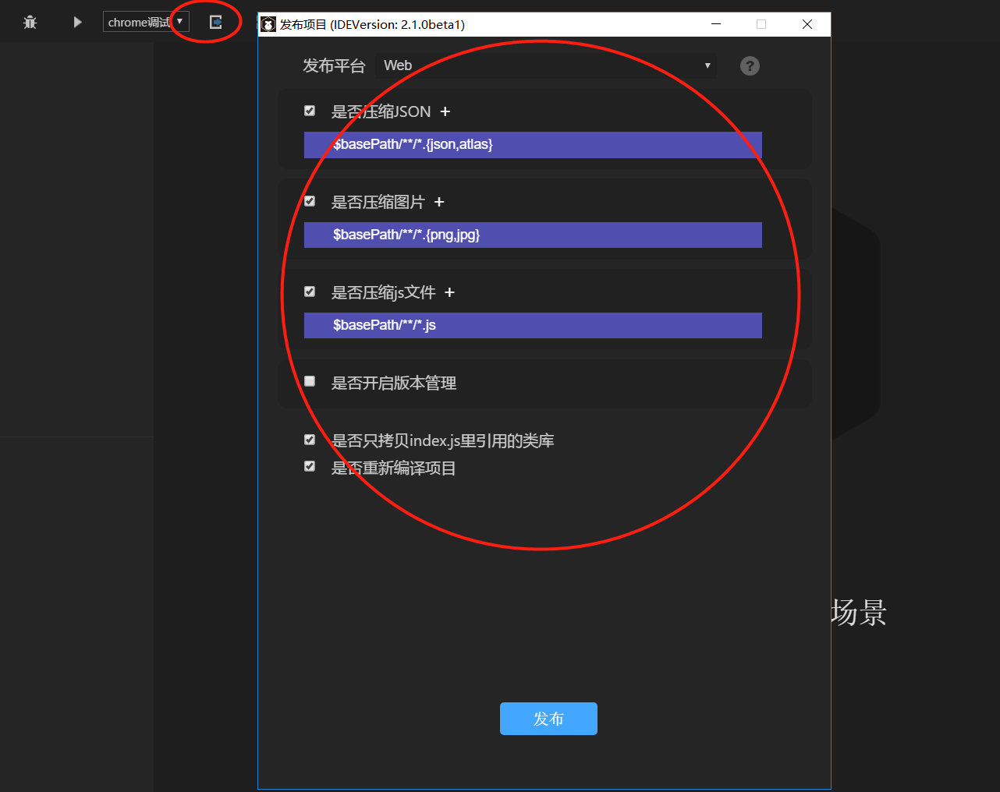 chrome调试
发布项目 (IDEVersion: 2.1.0beta1)
发布平台 Web
?
是否压缩JSON +
$basePath/**/*.{json,atlas}
是否压缩图片 +
$basePath/**/*.{png,jpg}
是否压缩js文件 +
$basePath/**/*.js
是否开启版本管理
是否只拷贝index.js里引用的类库
是否重新编译项目
场景
发布